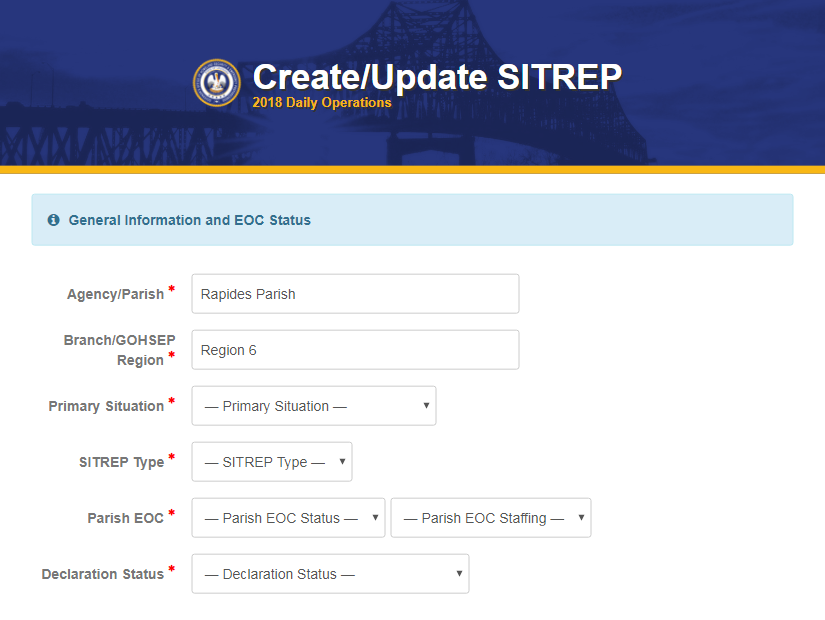 Create/Update SITREP
2018 Daily Operations
General Information and EOC Status
Agency/Parish *
Rapides Parish
Branch/GOHSEP
Region *
Region 6
Primary Situation *
— Primary Situation —
SITREP Type *
— SITREP Type —
Parish EOC *
— Parish EOC Status —
— Parish EOC Staffing —
Declaration Status *
— Declaration Status —